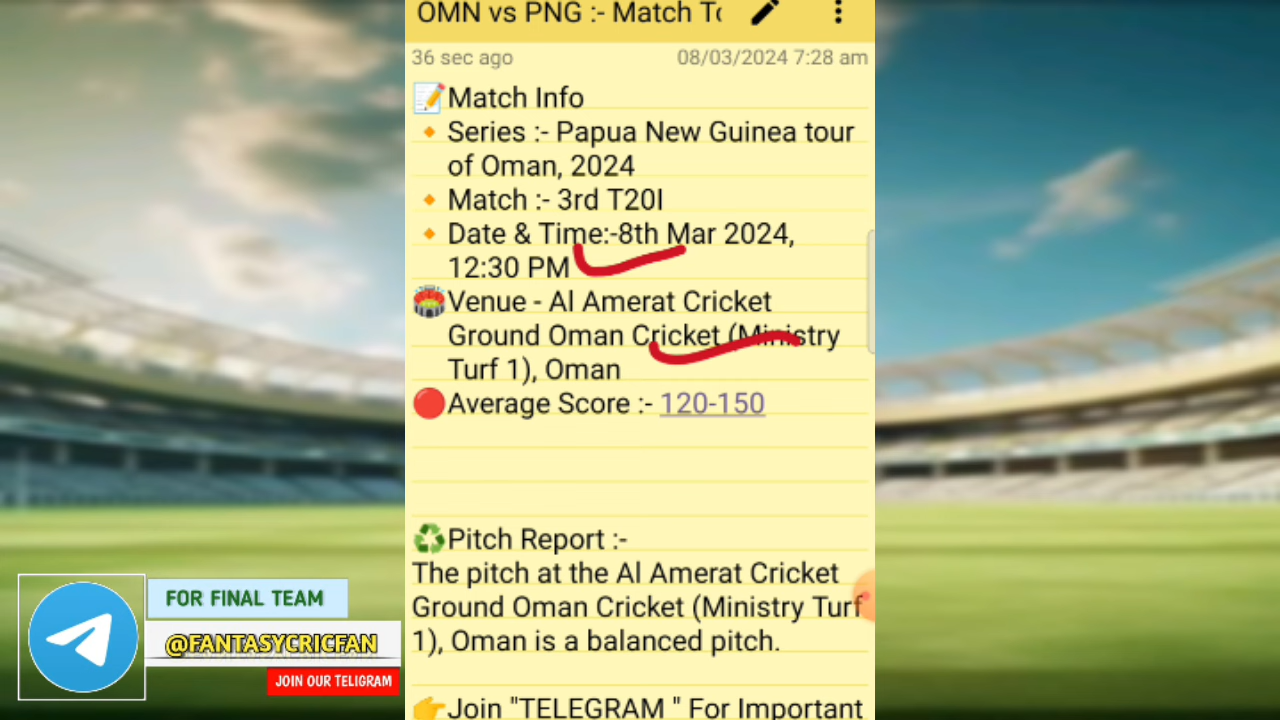 OMN vs PNG :- Match To
36 sec ago 08/03/2024 7:28 am
📝Match Info
🔸Series :- Papua New Guinea tour
of Oman, 2024
🔸Match :- 3rd T20I
🔸Date & Time:-8th Mar 2024,
12:30 PM
🏟️Venue - Al Amerat Cricket
Ground Oman Cricket (Ministry
Turf 1), Oman
🔴Average Score :- 120-150
♻️Pitch Report :-
The pitch at the Al Amerat Cricket
Ground Oman Cricket (Ministry Turf
1), Oman is a balanced pitch.
👉Join "TELEGRAM " For Important
FOR FINAL TEAM
@FANTASYCRICFAN
JOIN OUR TELIGRAM